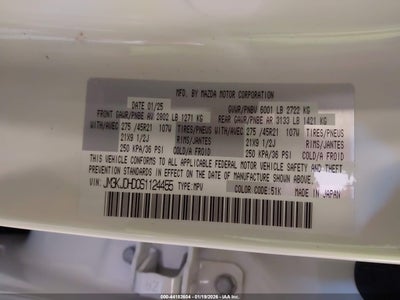 MFD. BY MAZDA MOTOR CORPORATION
DATE 01/25 GVWR/PNBV 6001 LB 2722 KG
FRONT GAWR/PNBE AV 2802 LB 1271 KG REAR GAWR/PNBE AR 3133 LB 1421 KG
WITH/AVEC 275 /45R21 107W TIRES/PNEUS WITH/AVEC 275 /45R21 107W TIRES/PNEUS
21X9 1/2J RIMS/JANTES 21X9 1/2J RIMS/JANTES
250 KPA/36 PSI COLD/A FROID 250 KPA/36 PSI COLD/A FROID
THIS VEHICLE CONFORMS TO ALL APPLICABLE FEDERAL MOTOR VEHICLE SAFETY AND THEFT
PREVENTION STANDARDS IN EFFECT ON THE DATE OF MANUFACTURE SHOWN ABOVE.
VIN: TYPE: MPV COLOR CODE:51K MADE IN JAPAN
000-44183604 - 01/19/2026 - IAA Inc.